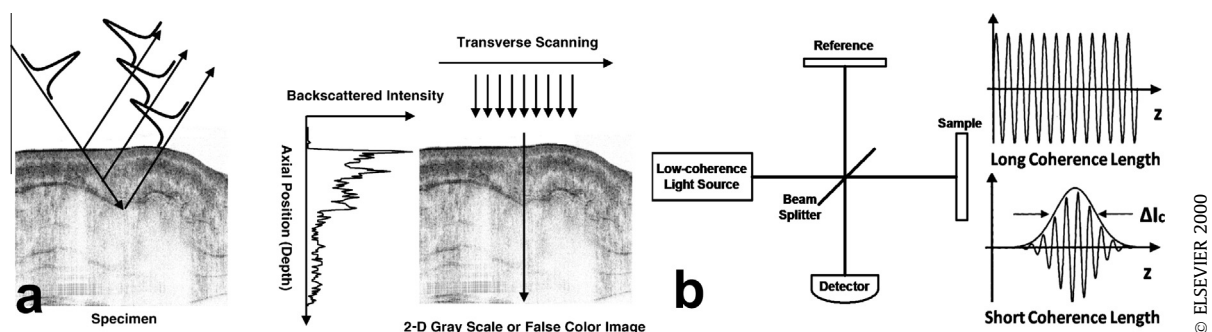 a
Specimen
Transverse Scanning
Backscattered Intensity
Axial Position (Depth)
2-D Gray Scale or False Color Image
b
Reference
Sample
Low-coherence
Light Source
Beam
Splitter
Detector
z
Long Coherence Length
Δlc
z
Short Coherence Length
© ELSEVIER 2000